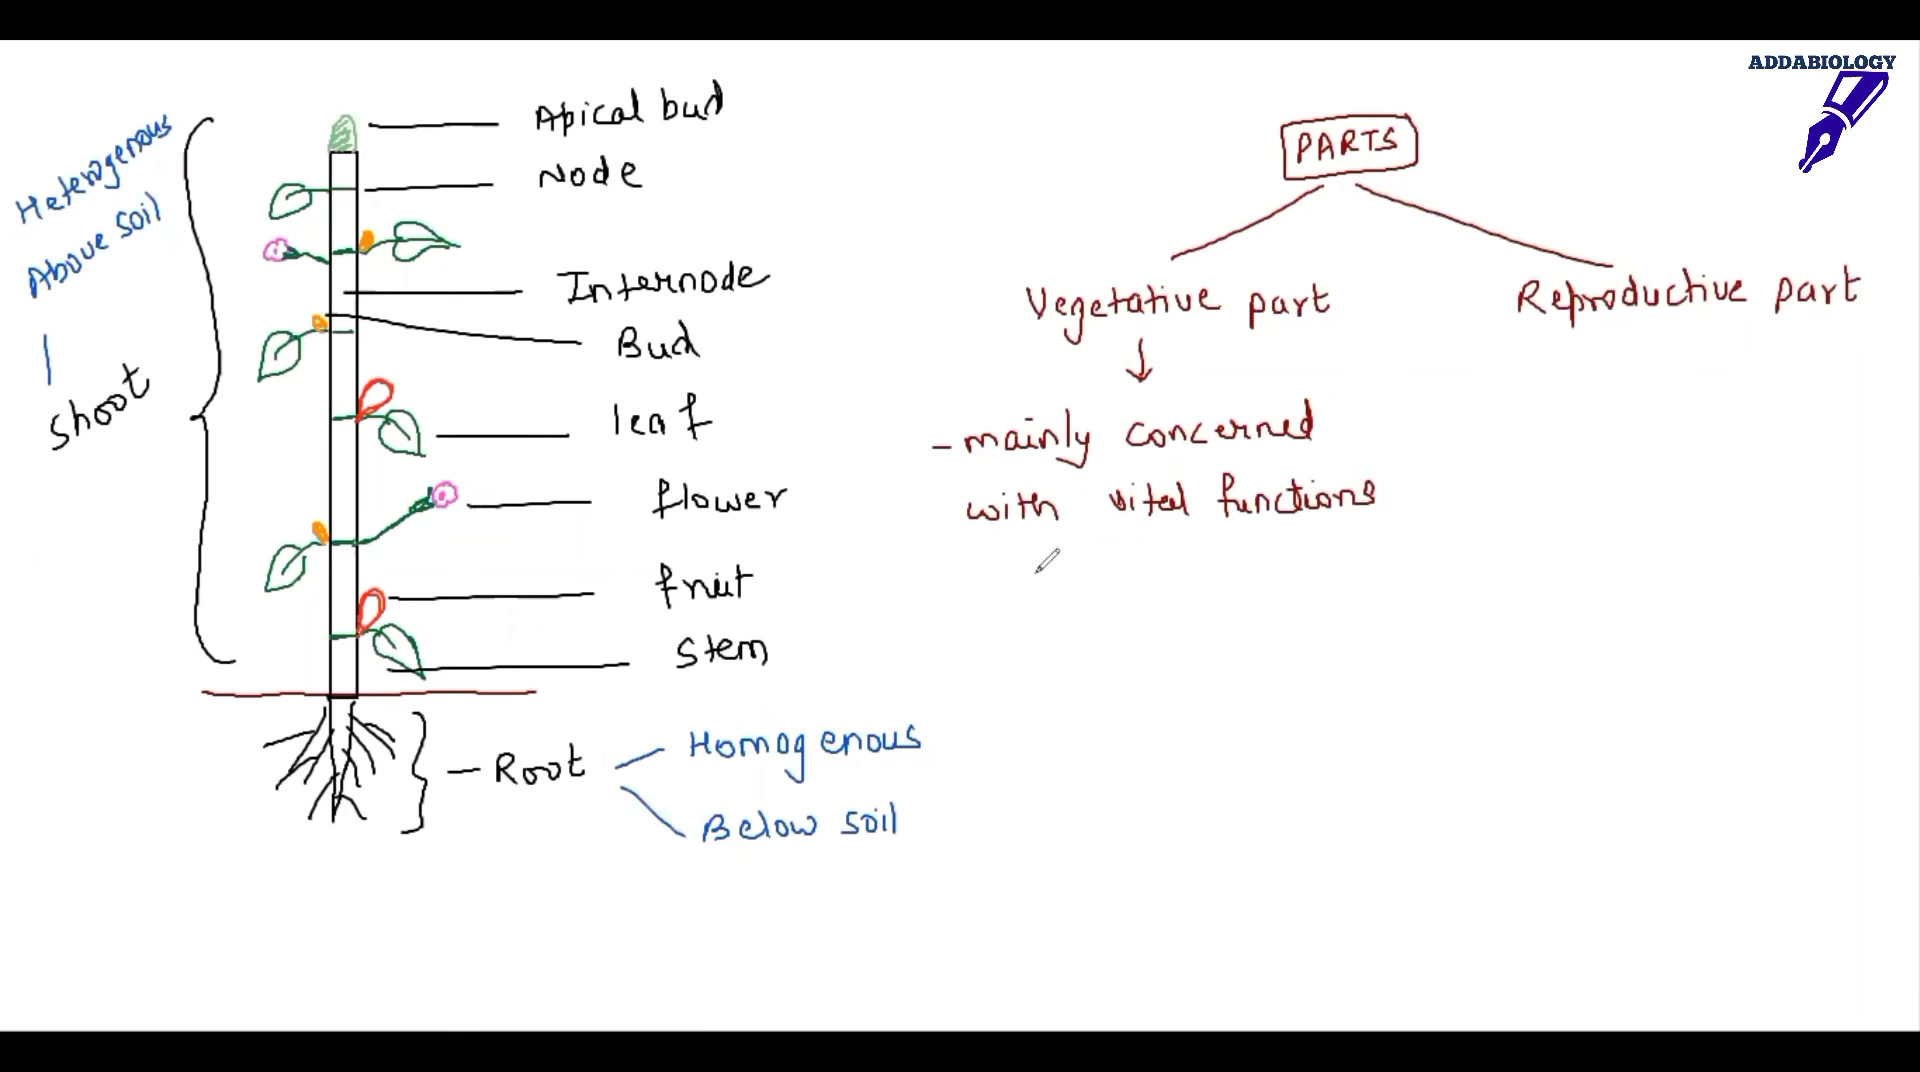 ADDABIOLOGY
Apical bud
Node
Internode
Bud
leaf
flower
fruit
Stem
Heterogenous
Above soil
Shoot
Root
Homogenous
Below soil
PARTS
Vegetative part
Reproductive part
- mainly concerned
with vital functions